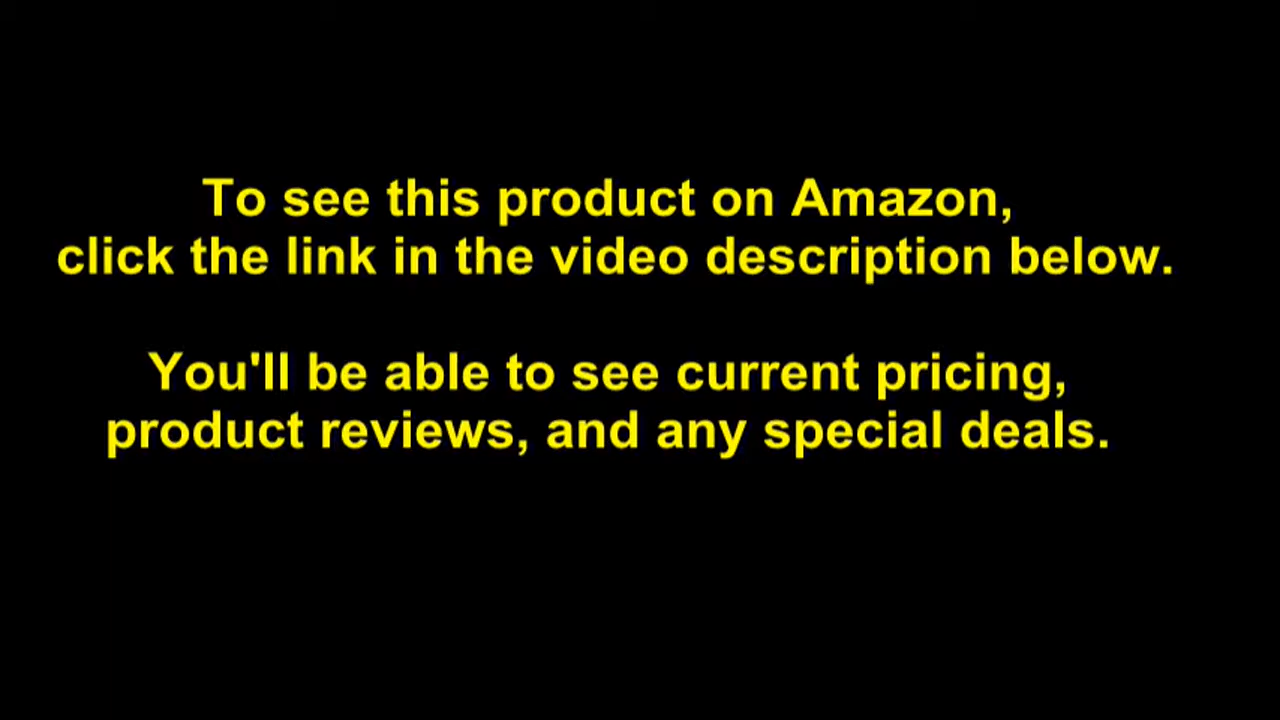 To see this product on Amazon,
click the link in the video description below.
You'll be able to see current pricing,
product reviews, and any special deals.